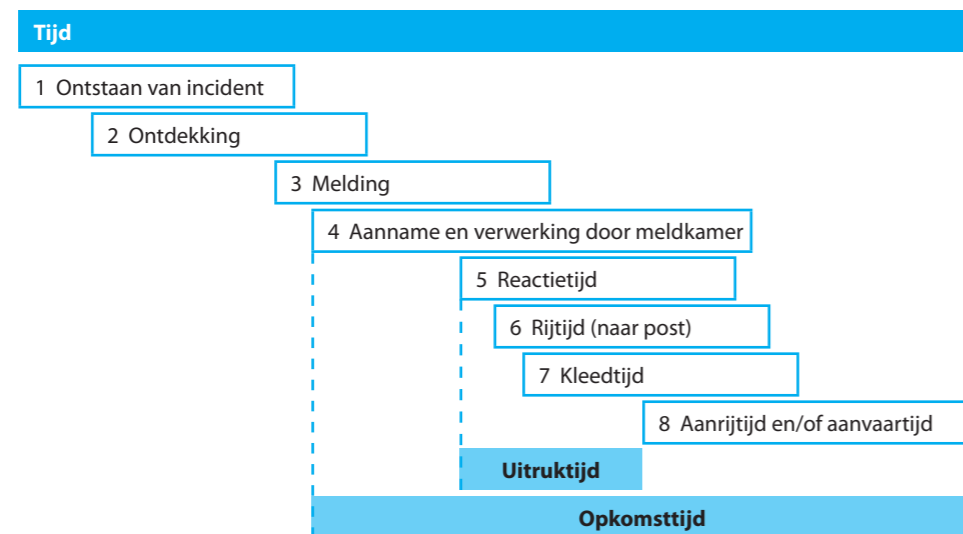 Tijd
1 Ontstaan van incident
2 Ontdekking
3 Melding
4 Aanname en verwerking door meldkamer
5 Reactietijd
6 Rijtijd (naar post)
7 Kleedtijd
8 Aanrijtijd en/of aanvaartijd
Uitruktijd
Opkomsttijd